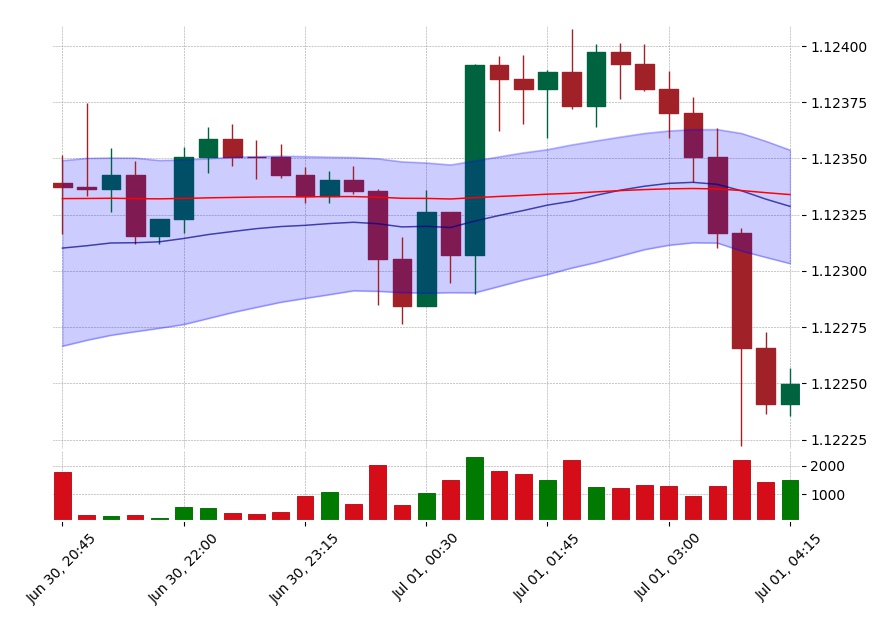 1.12400
1.12375
1.12350
1.12325
1.12300
1.12275
1.12250
1.12225
2000
1000
Jun 30, 20:45
Jun 30, 22:00
Jun 30, 23:15
Jul 01, 00:30
Jul 01, 01:45
Jul 01, 03:00
Jul 01, 04:15